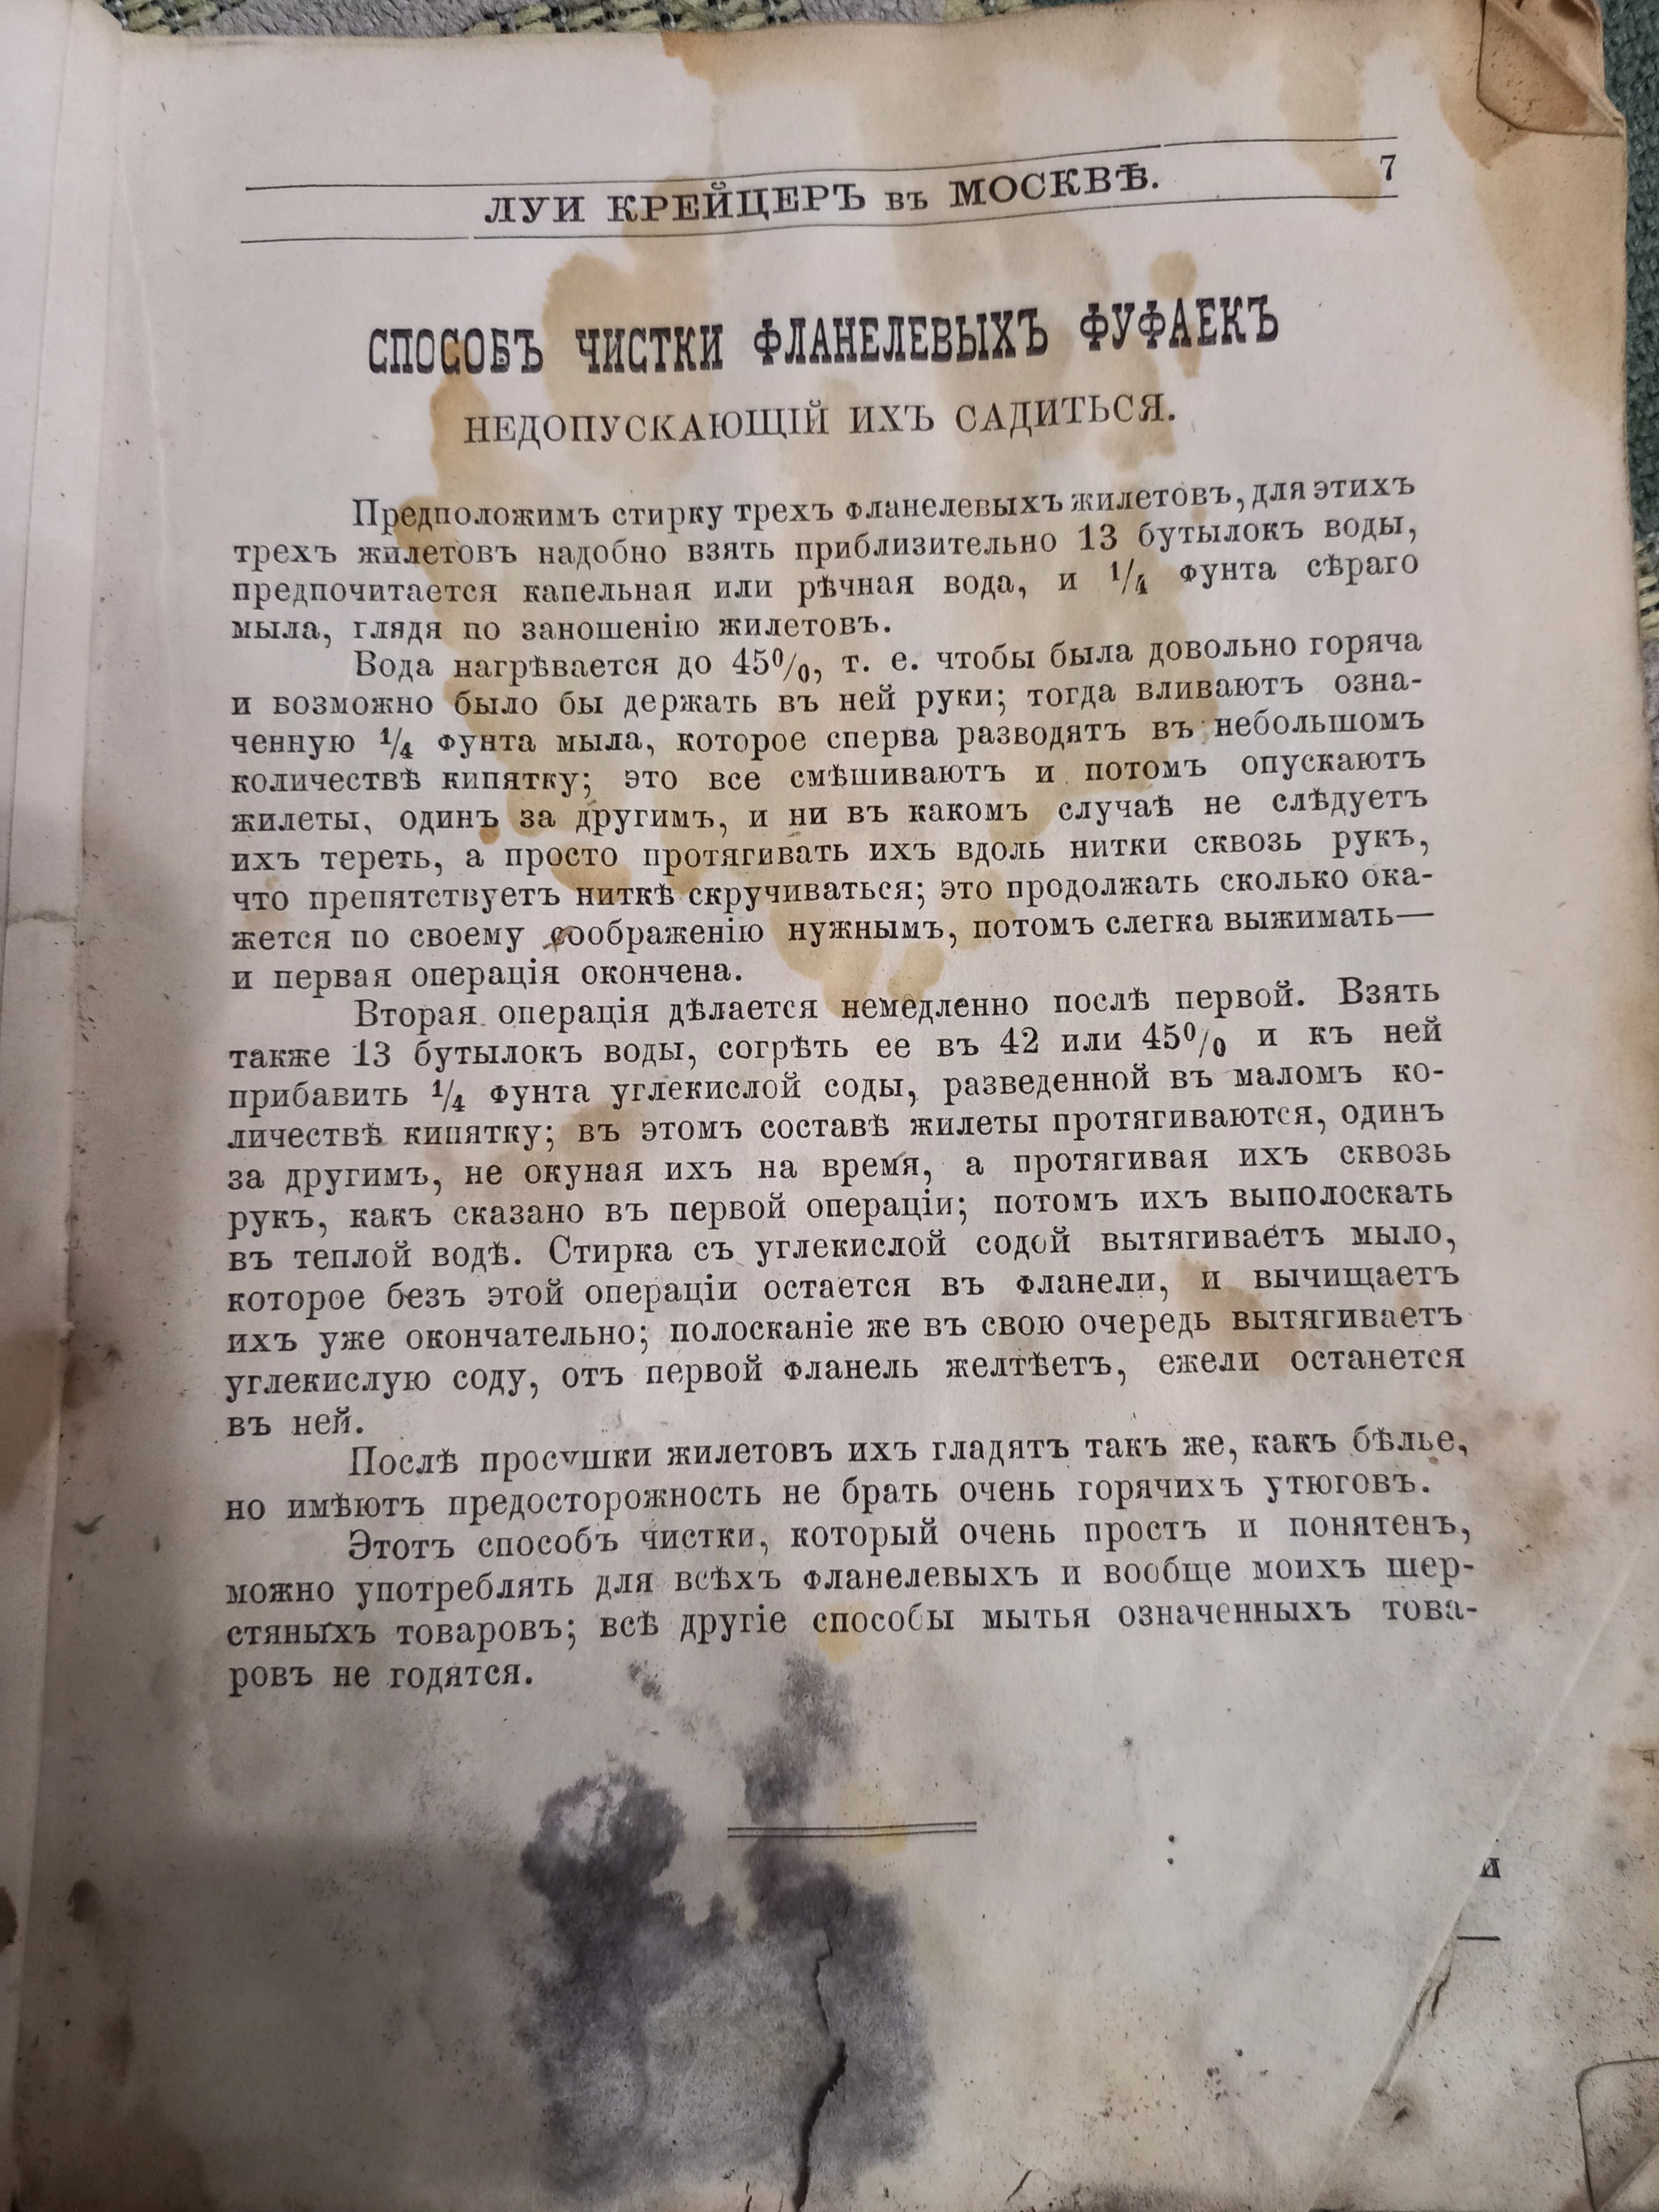 ЛУИ КРЕЙЦЕРЪ въ МОСКВѢ.
7
СПОСОБЪ ЧИСТКИ ФЛАНЕЛЕВЫХЪ ФУФАЕКЪ
НЕДОПУСКАЮЩІЙ ИХЪ САДИТЬСЯ.
Предположимъ стирку трехъ фланелевыхъ жилетовъ, для этихъ
трехъ жилетовъ надобно взять приблизительно 13 бутылокъ воды,
предпочитается капельная или рѣчная вода, и 1/4 фунта сѣраго
мыла, глядя по заношенію жилетовъ.
Вода нагрѣвается до 45%, т. е. чтобы была довольно горяча
и возможно было бы держать въ ней руки; тогда вливаютъ озна-
ченную 1/4 фунта мыла, которое сперва разводятъ въ небольшомъ
количествѣ кипятку; это все смѣшиваютъ и потомъ опускаютъ
жилеты, одинъ за другимъ, и ни въ какомъ случаѣ не слѣдуетъ
ихъ тереть, а просто протягивать ихъ вдоль нитки сквозь рукъ,
что препятствуетъ ниткѣ скручиваться; это продолжать сколько ока-
жется по своему соображенію нужнымъ, потомъ слегка выжимать—
и первая операція окончена.
Вторая операція дѣлается немедленно послѣ первой. Взять
также 13 бутылокъ воды, согрѣть ее въ 42 или 45% и къ ней
прибавить 1/4 фунта углекислой соды, разведенной въ маломъ ко-
личествѣ кипятку; въ этомъ составѣ жилеты протягиваются, одинъ
за другимъ, не окуная ихъ на время, а протягивая ихъ сквозь
рукъ, какъ сказано въ первой операціи; потомъ ихъ выполоскать
въ теплой водѣ. Стирка съ углекислой содой вытягиваетъ мыло,
которое безъ этой операціи остается въ фланели, и вычищаетъ
ихъ уже окончательно; полосканіе же въ свою очередь вытягиваетъ
углекислую соду, отъ первой фланель желтѣетъ, ежели останется
въ ней.
Послѣ просушки жилетовъ ихъ гладятъ такъ же, какъ бѣлье,
но имѣютъ предосторожность не брать очень горячихъ утюговъ.
Этотъ способъ чистки, который очень простъ и понятенъ,
можно употреблять для всѣхъ фланелевыхъ и вообще моихъ шер-
стяныхъ товаровъ; всѣ другіе способы мытья означенныхъ това-
ровъ не годятся.